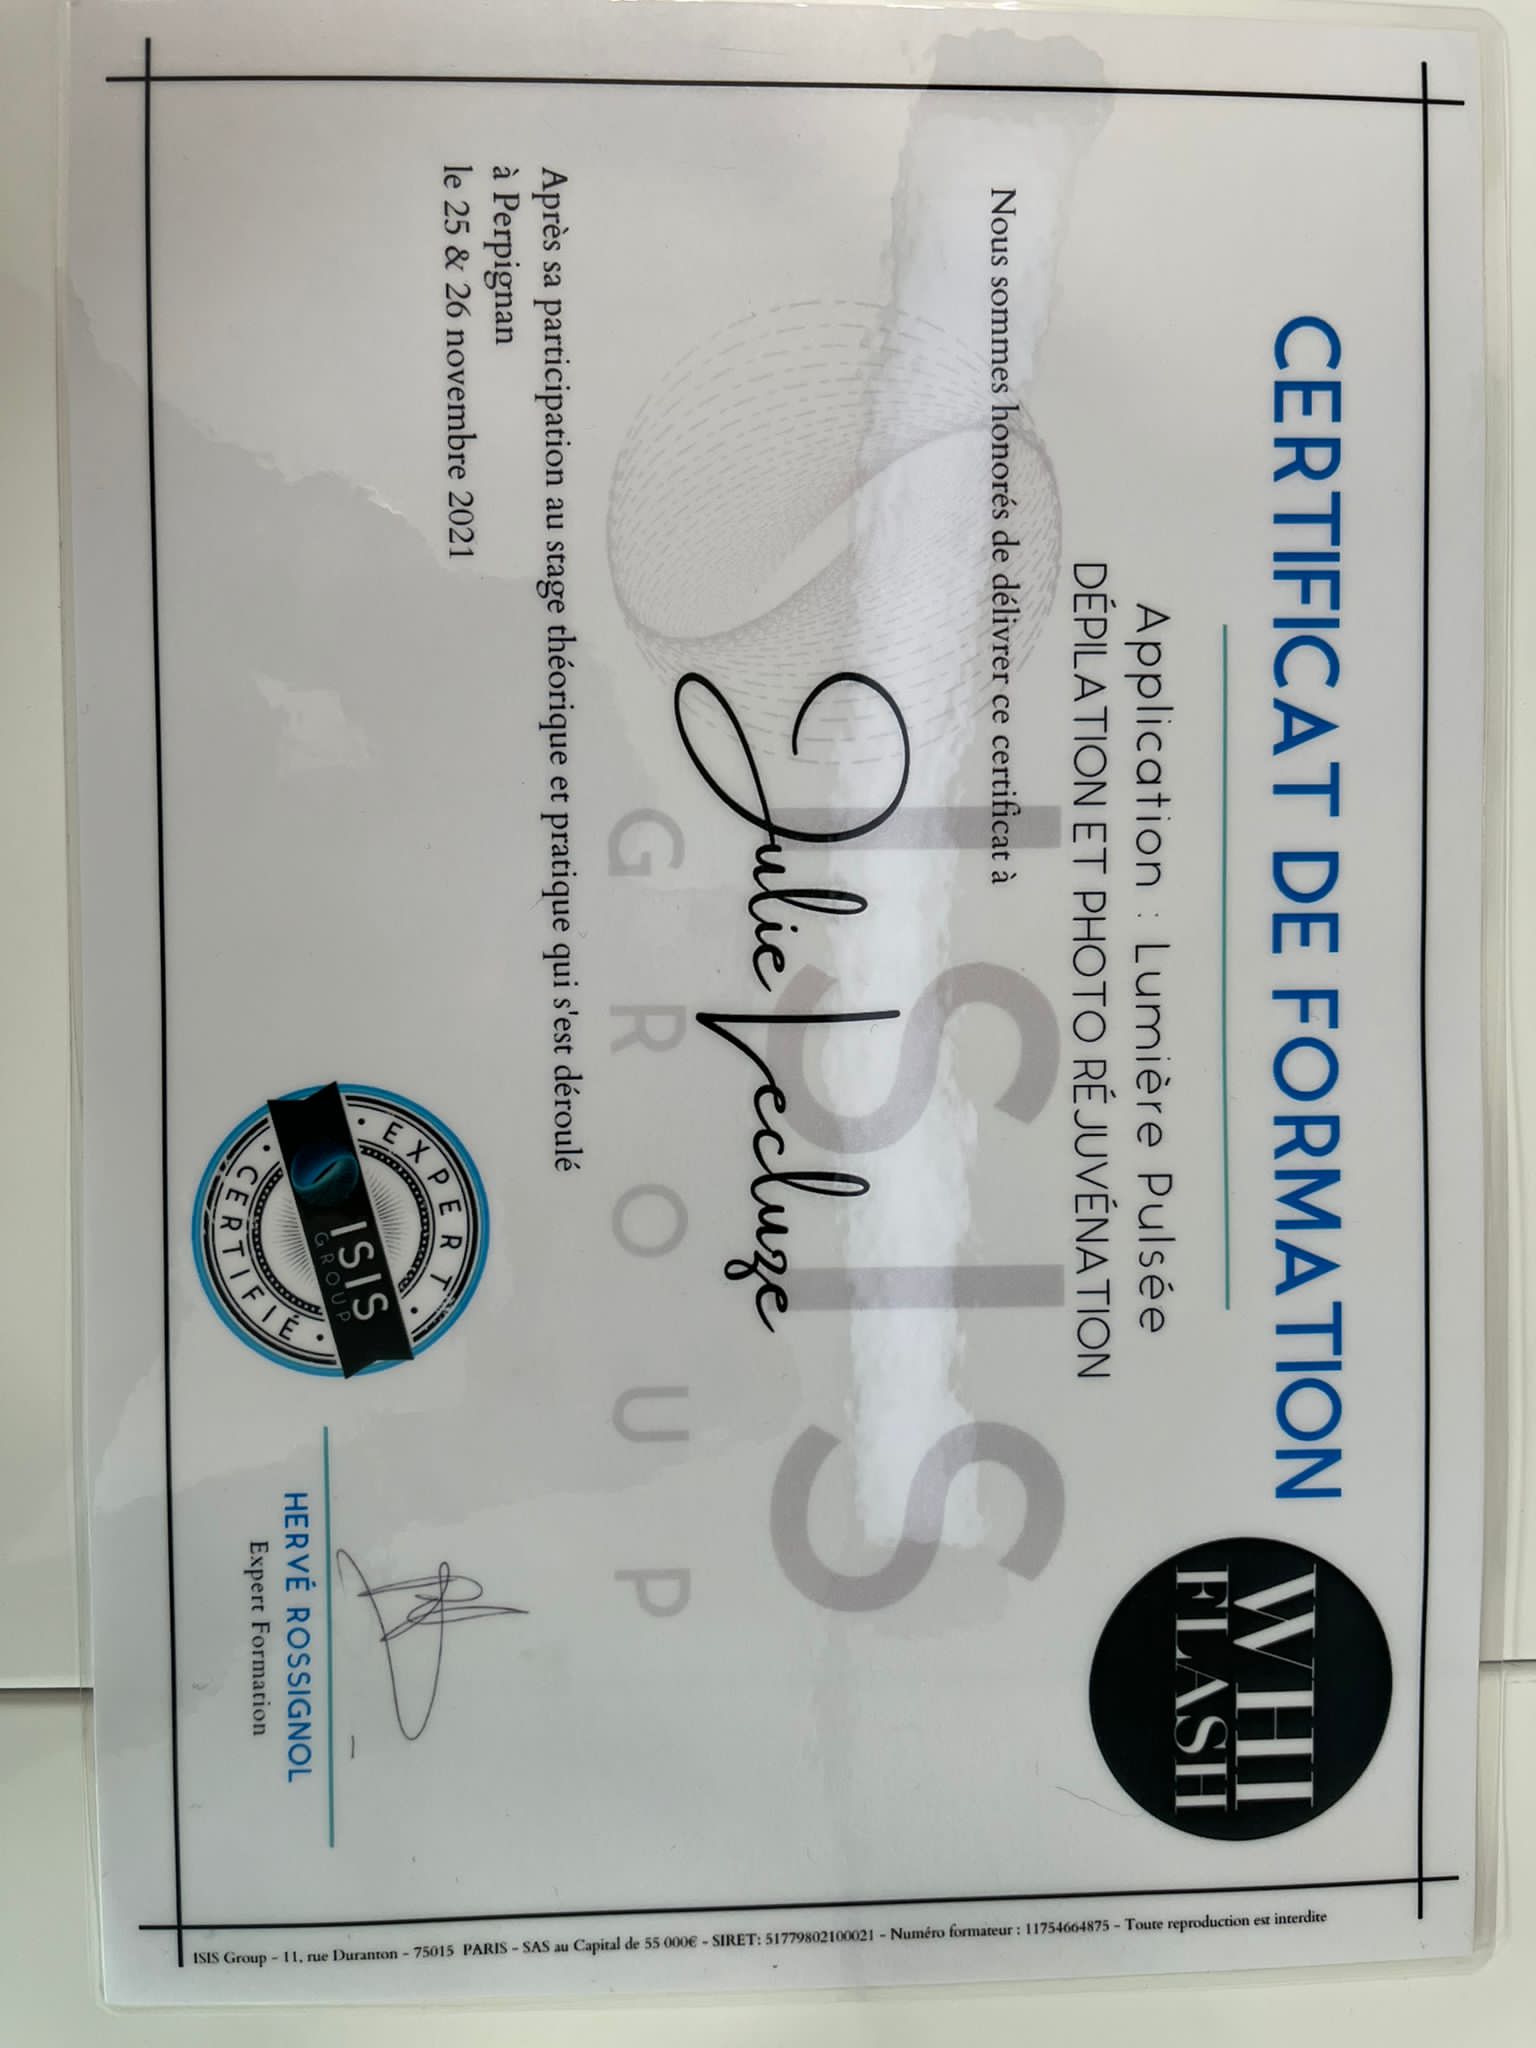 CERTIFICAT DE FORMATION
WHI
FLASH
Application : Lumière Pulsée
DÉPILATION ET PHOTO RÉJUVÉNATION
Nous sommes honorés de délivrer ce certificat à
ISIS
GROUP
Julie Lecluze
Après sa participation au stage théorique et pratique qui s'est déroulé
à Perpignan
le 25 & 26 novembre 2021
EXPERT
ISIS
GROUP
CERTIFIÉ
HERVÉ ROSSIGNOL
Expert Formation
ISIS Group - 11, rue Duranton - 75015 PARIS - SAS au Capital de 55 000€ - SIRET: 51779802100021 - Numéro formateur : 11754664875 - Toute reproduction est interdite